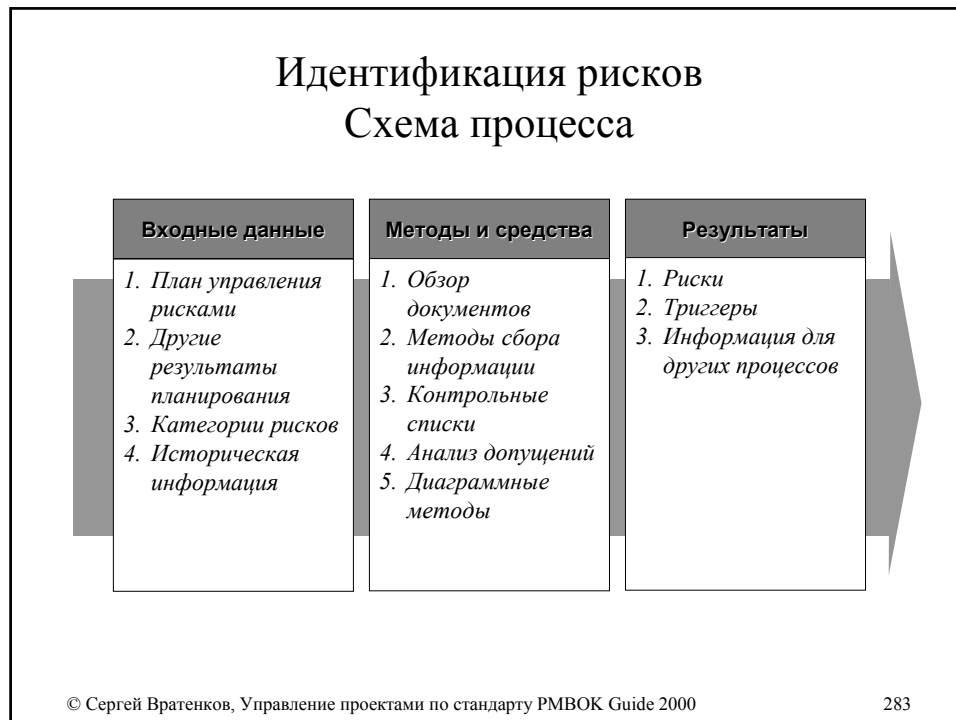 Идентификация рисков
Схема процесса
Входные данные
1. План управления
рисками
2. Другие
результаты
планирования
3. Категории рисков
4. Историческая
информация
Методы и средства
1. Обзор
документов
2. Методы сбора
информации
3. Контрольные
списки
4. Анализ допущений
5. Диаграммные
методы
Результаты
1. Риски
2. Триггеры
3. Информация для
других процессов
© Сергей Вратенков, Управление проектами по стандарту PMBOK Guide 2000 283